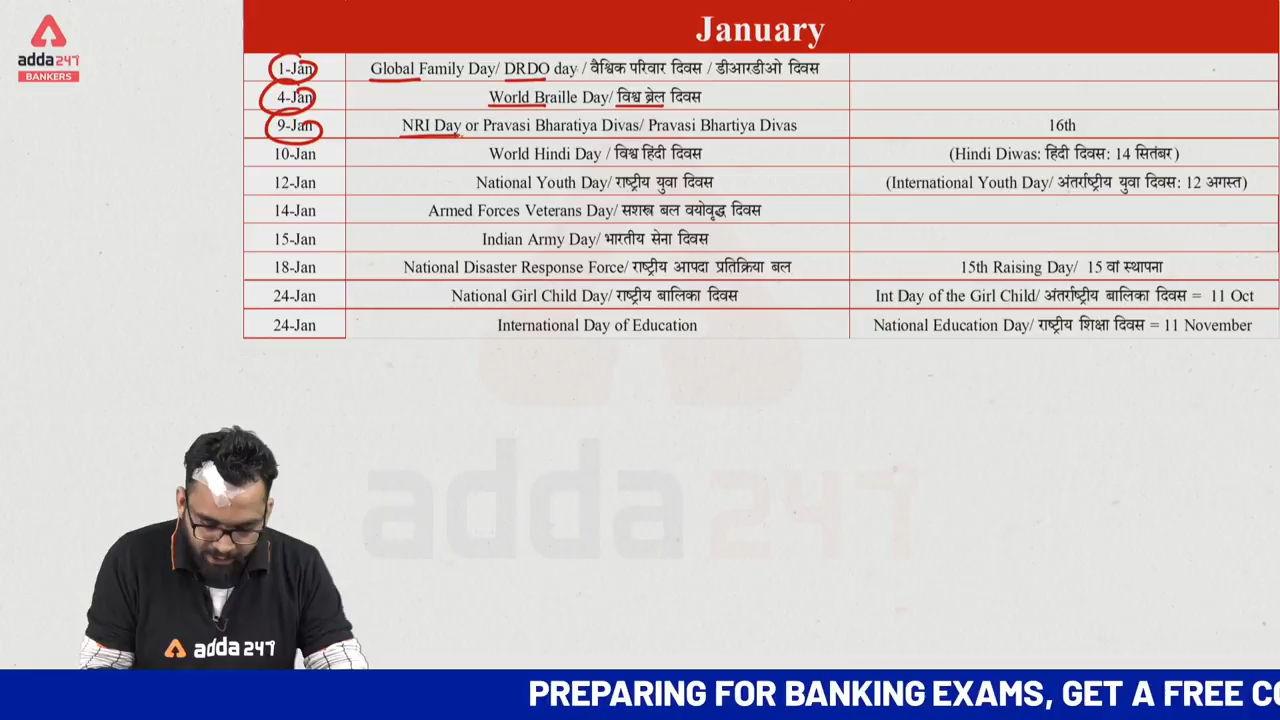 January
adda247
BANKERS
1-Jan Global Family Day/ DRDO day / वैश्विक परिवार दिवस / डीआरडीओ दिवस
4-Jan World Braille Day/ विश्व ब्रेल दिवस
9-Jan NRI Day or Pravasi Bharatiya Divas/ Pravasi Bhartiya Divas 16th
10-Jan World Hindi Day / विश्व हिंदी दिवस (Hindi Diwas: हिंदी दिवस: 14 सितंबर)
12-Jan National Youth Day/ राष्ट्रीय युवा दिवस (International Youth Day/ अंतर्राष्ट्रीय युवा दिवस: 12 अगस्त)
14-Jan Armed Forces Veterans Day/ सशस्त्र बल वयोवृद्ध दिवस
15-Jan Indian Army Day/ भारतीय सेना दिवस
18-Jan National Disaster Response Force/ राष्ट्रीय आपदा प्रतिक्रिया बल 15th Raising Day/ 15 वां स्थापना
24-Jan National Girl Child Day/ राष्ट्रीय बालिका दिवस Int Day of the Girl Child/ अंतर्राष्ट्रीय बालिका दिवस = 11 Oct
24-Jan International Day of Education National Education Day/ राष्ट्रीय शिक्षा दिवस = 11 November
adda247
adda247
PREPARING FOR BANKING EXAMS, GET A FREE CO